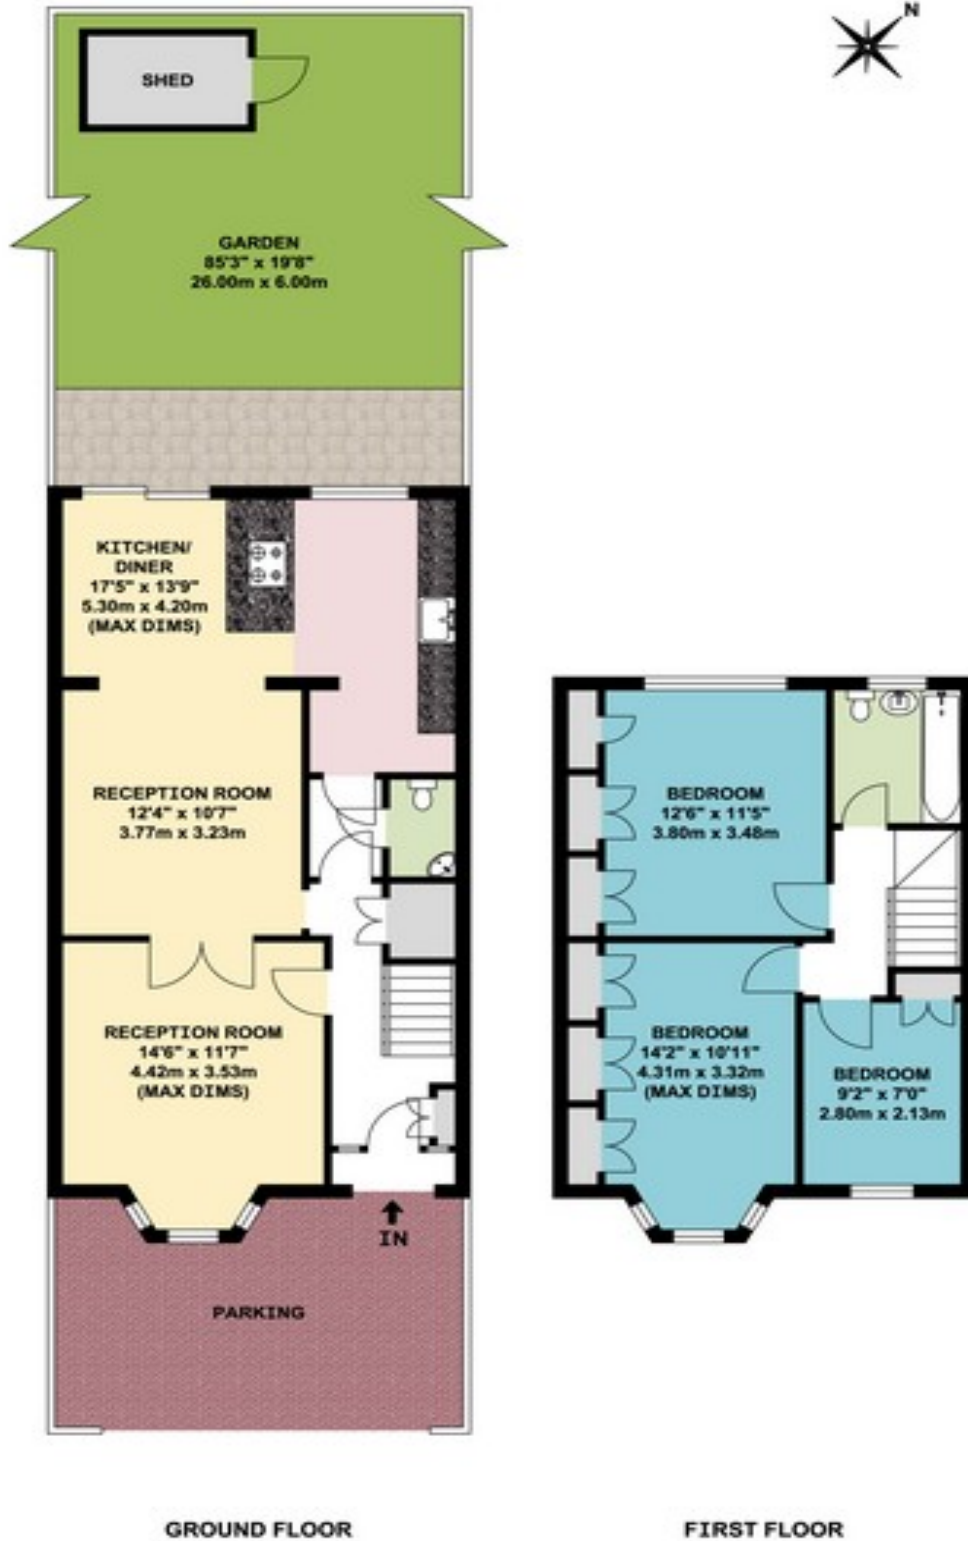 N
SHED
GARDEN
85'3" x 19'8"
26.00m x 6.00m
KITCHEN/
DINER
17'5" x 13'9"
5.30m x 4.20m
(MAX DIMS)
RECEPTION ROOM
12'4" x 10'7"
3.77m x 3.23m
RECEPTION ROOM
14'6" x 11'7"
4.42m x 3.53m
(MAX DIMS)
IN
PARKING
GROUND FLOOR
BEDROOM
12'6" x 11'5"
3.80m x 3.48m
BEDROOM
14'2" x 10'11"
4.31m x 3.32m
(MAX DIMS)
BEDROOM
9'2" x 7'0"
2.80m x 2.13m
FIRST FLOOR